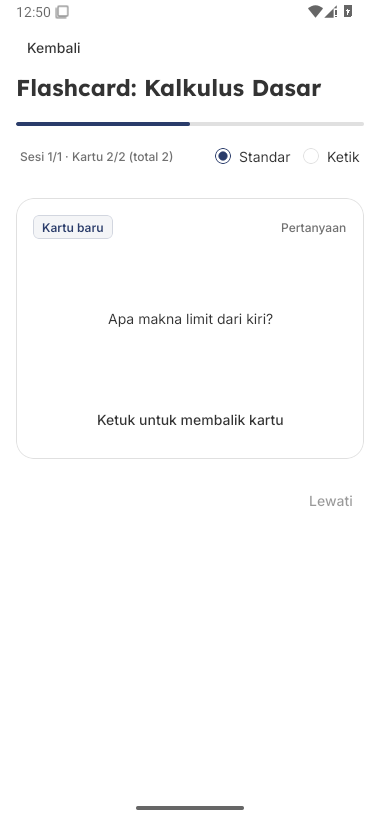 12:50
Kembali
Flashcard: Kalkulus Dasar
Sesi 1/1 · Kartu 2/2 (total 2)
Standar
Ketik
Kartu baru
Pertanyaan
Apa makna limit dari kiri?
Ketuk untuk membalik kartu
Lewati